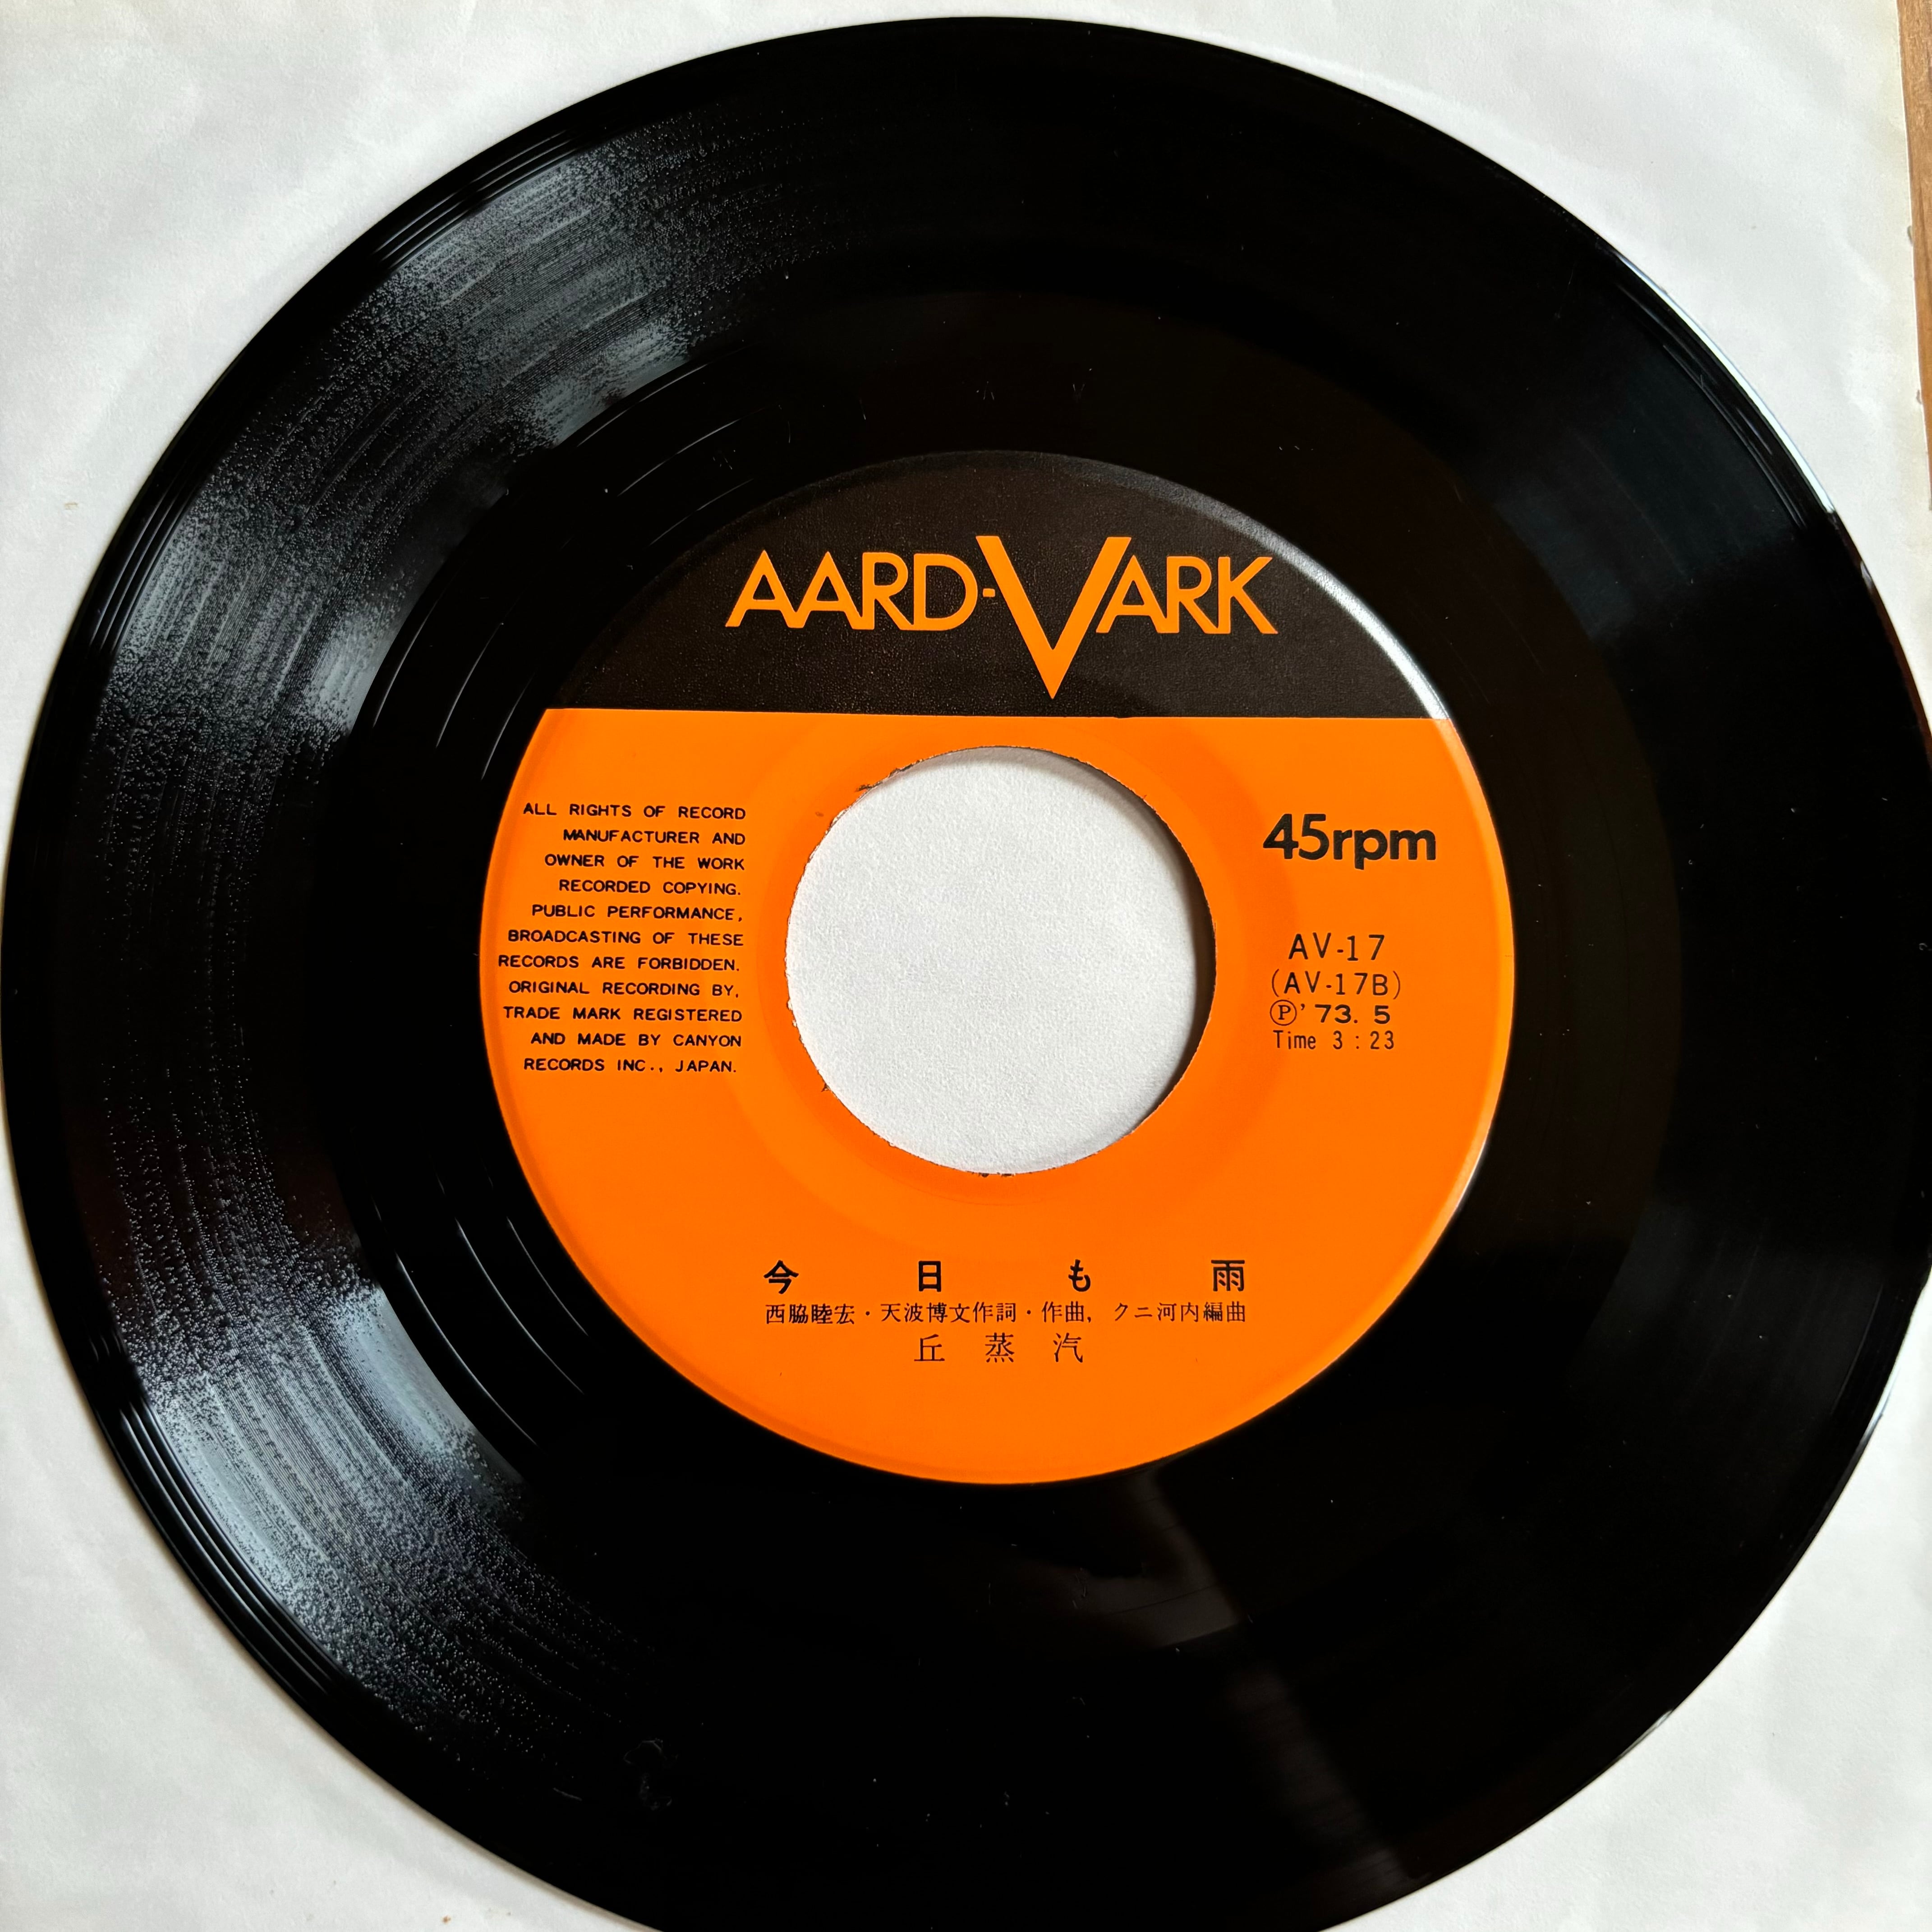 AARD-VARK
ALL RIGHTS OF RECORD
MANUFACTURER AND
OWNER OF THE WORK
RECORDED COPYING.
PUBLIC PERFORMANCE,
BROADCASTING OF THESE
RECORDS ARE FORBIDDEN.
ORIGINAL RECORDING BY,
TRADE MARK REGISTERED
AND MADE BY CANYON
RECORDS INC., JAPAN.
45rpm
AV-17
(AV-17B)
Ⓟ'73. 5
Time 3:23
今日も雨
西脇睦宏・天波博文作詞・作曲, クニ河内編曲
丘蒸汽